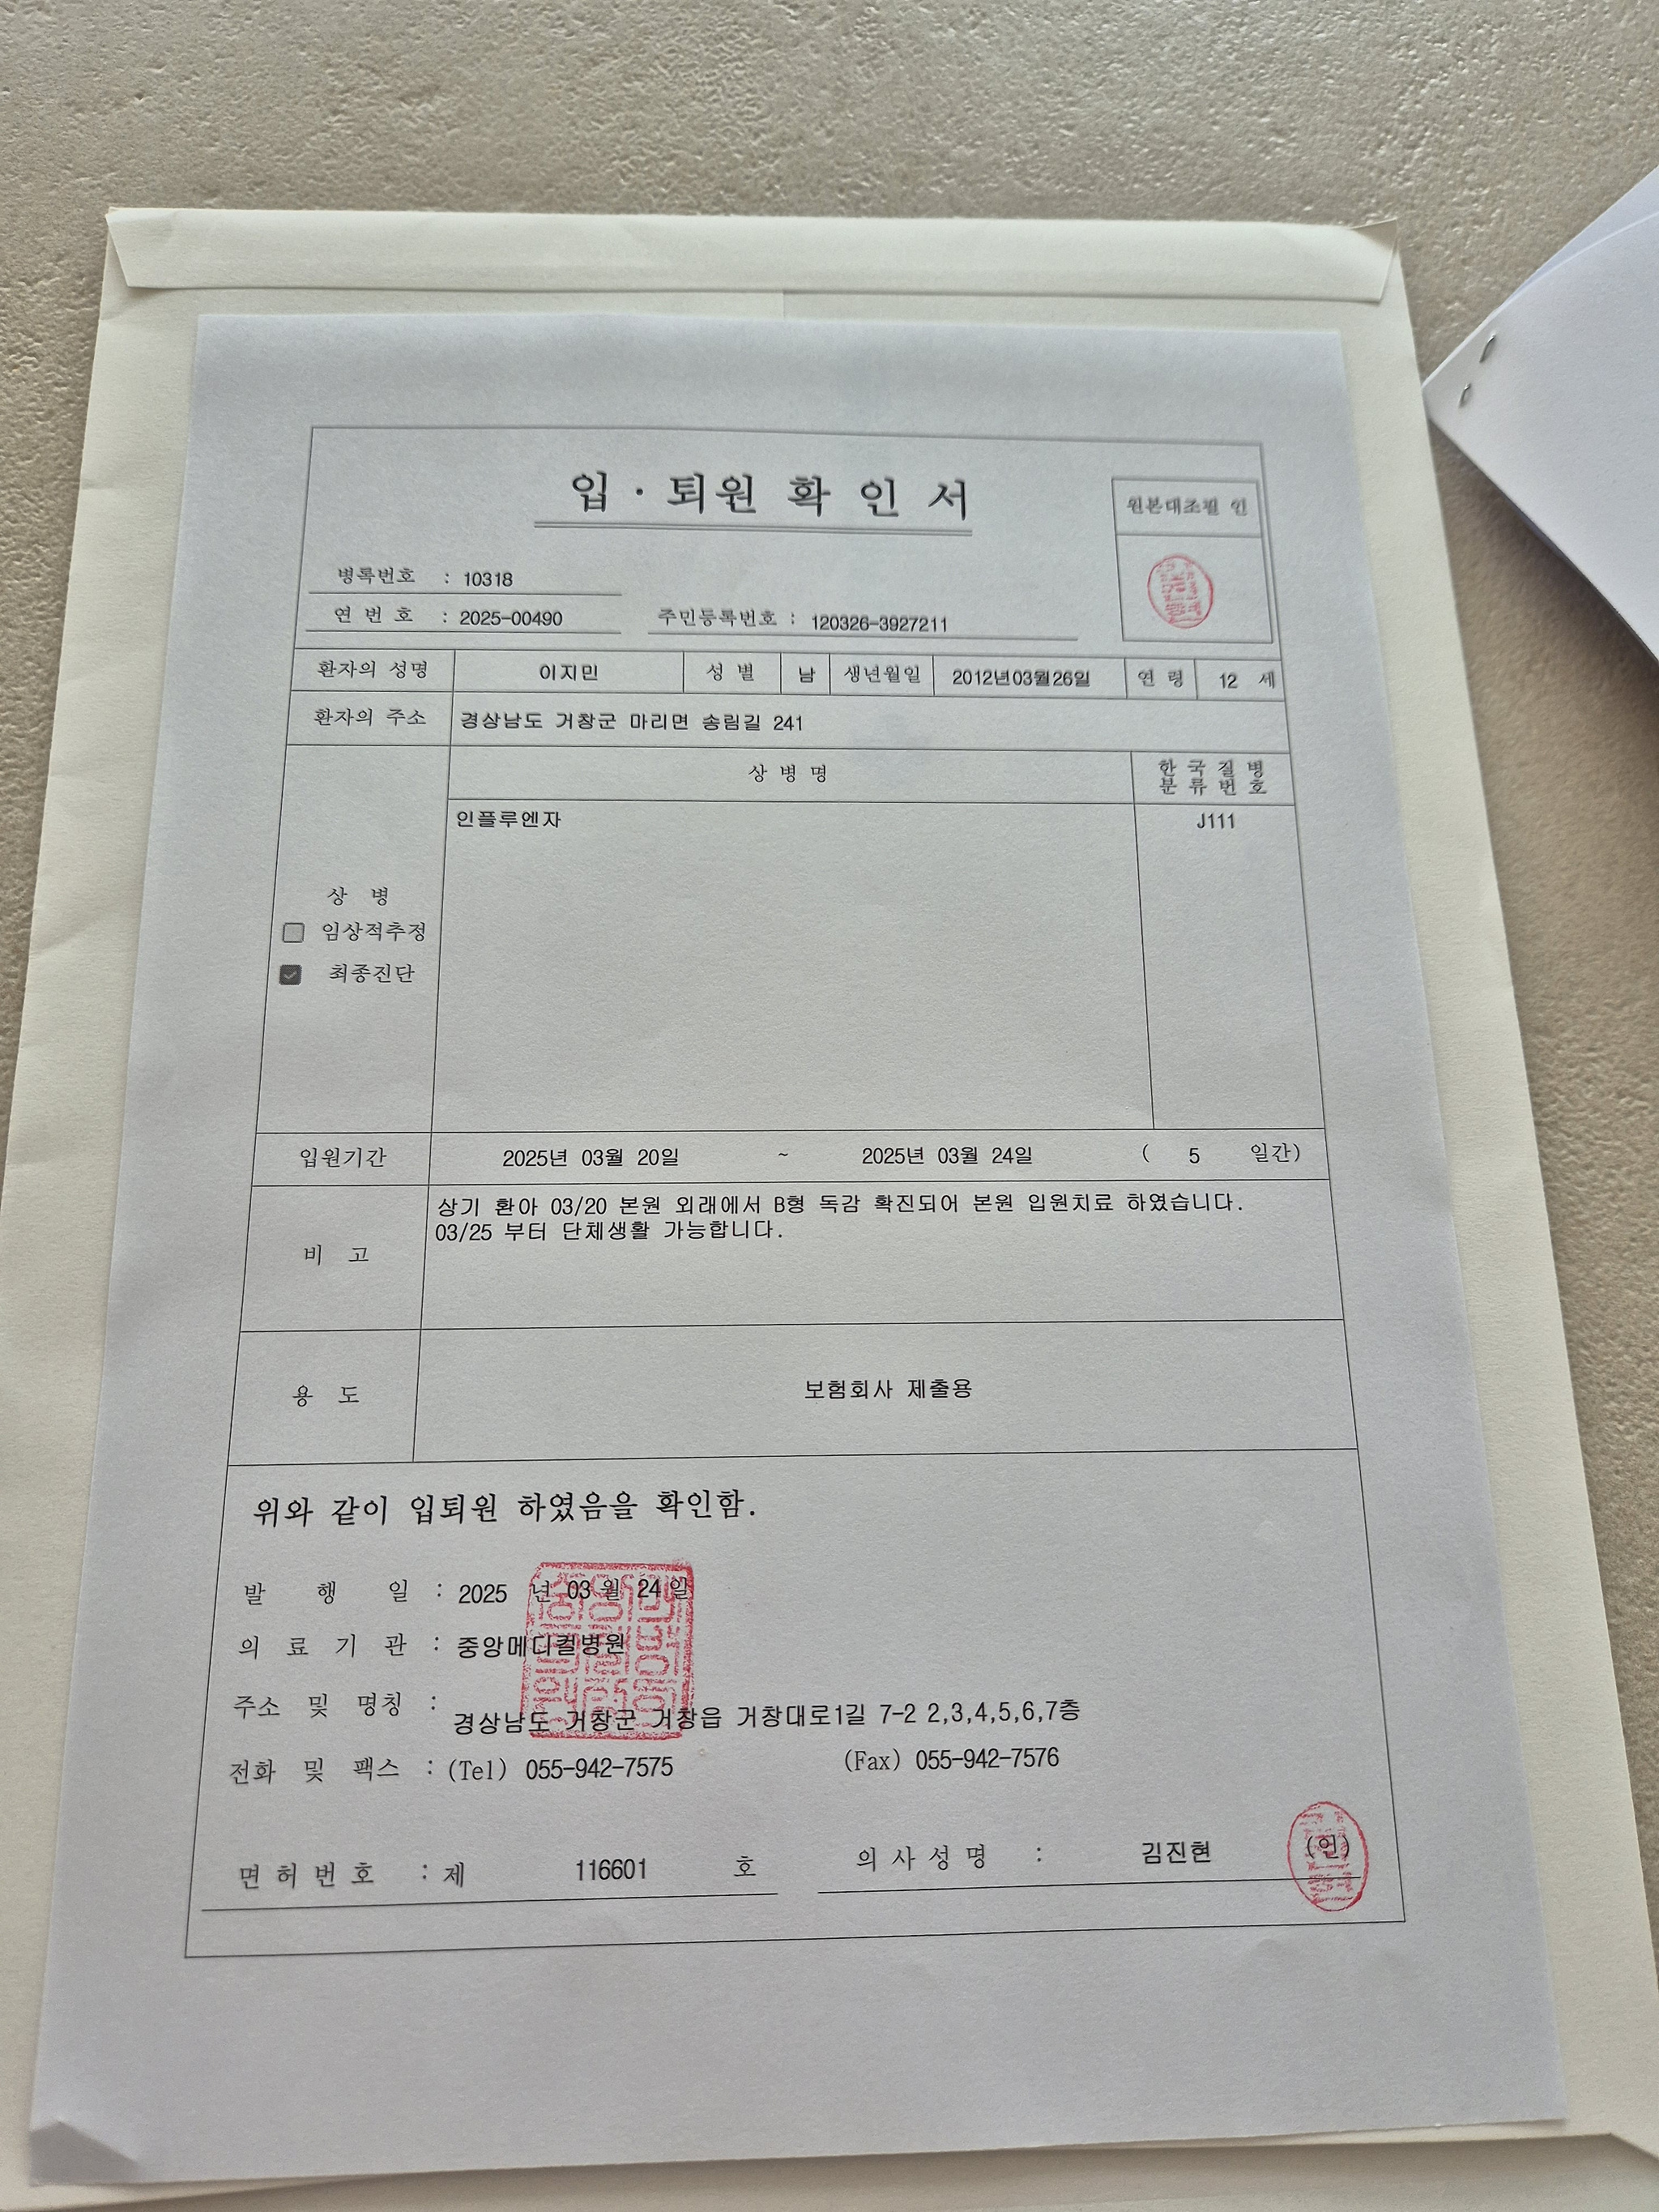 입 · 퇴원 확 인 서
원본대조필 인
병록번호 : 10318
연 번 호 : 2025-00490 주민등록번호 : 120326-3927211
환자의 성명 이지민 성 별 남 생년월일 2012년03월26일 연 령 12 세
환자의 주소 경상남도 거창군 마리면 송림길 241
상 병 명 한 국 질 병
분 류 번 호
인플루엔자 J111
상 병
임상적추정
최종진단
입원기간 2025년 03월 20일 ~ 2025년 03월 24일 ( 5 일간)
비 고
상기 환아 03/20 본원 외래에서 B형 독감 확진되어 본원 입원치료 하였습니다.
03/25 부터 단체생활 가능합니다.
용 도 보험회사 제출용
위와 같이 입퇴원 하였음을 확인함.
발 행 일 : 2025 년 03 월 24 일
의 료 기 관 : 중앙메디컬병원
주소 및 명칭 : 경상남도 거창군 거창읍 거창대로1길 7-2 2,3,4,5,6,7층
전화 및 팩스 : (Tel) 055-942-7575 (Fax) 055-942-7576
면 허 번 호 : 제 116601 호 의 사 성 명 : 김진현 (인)